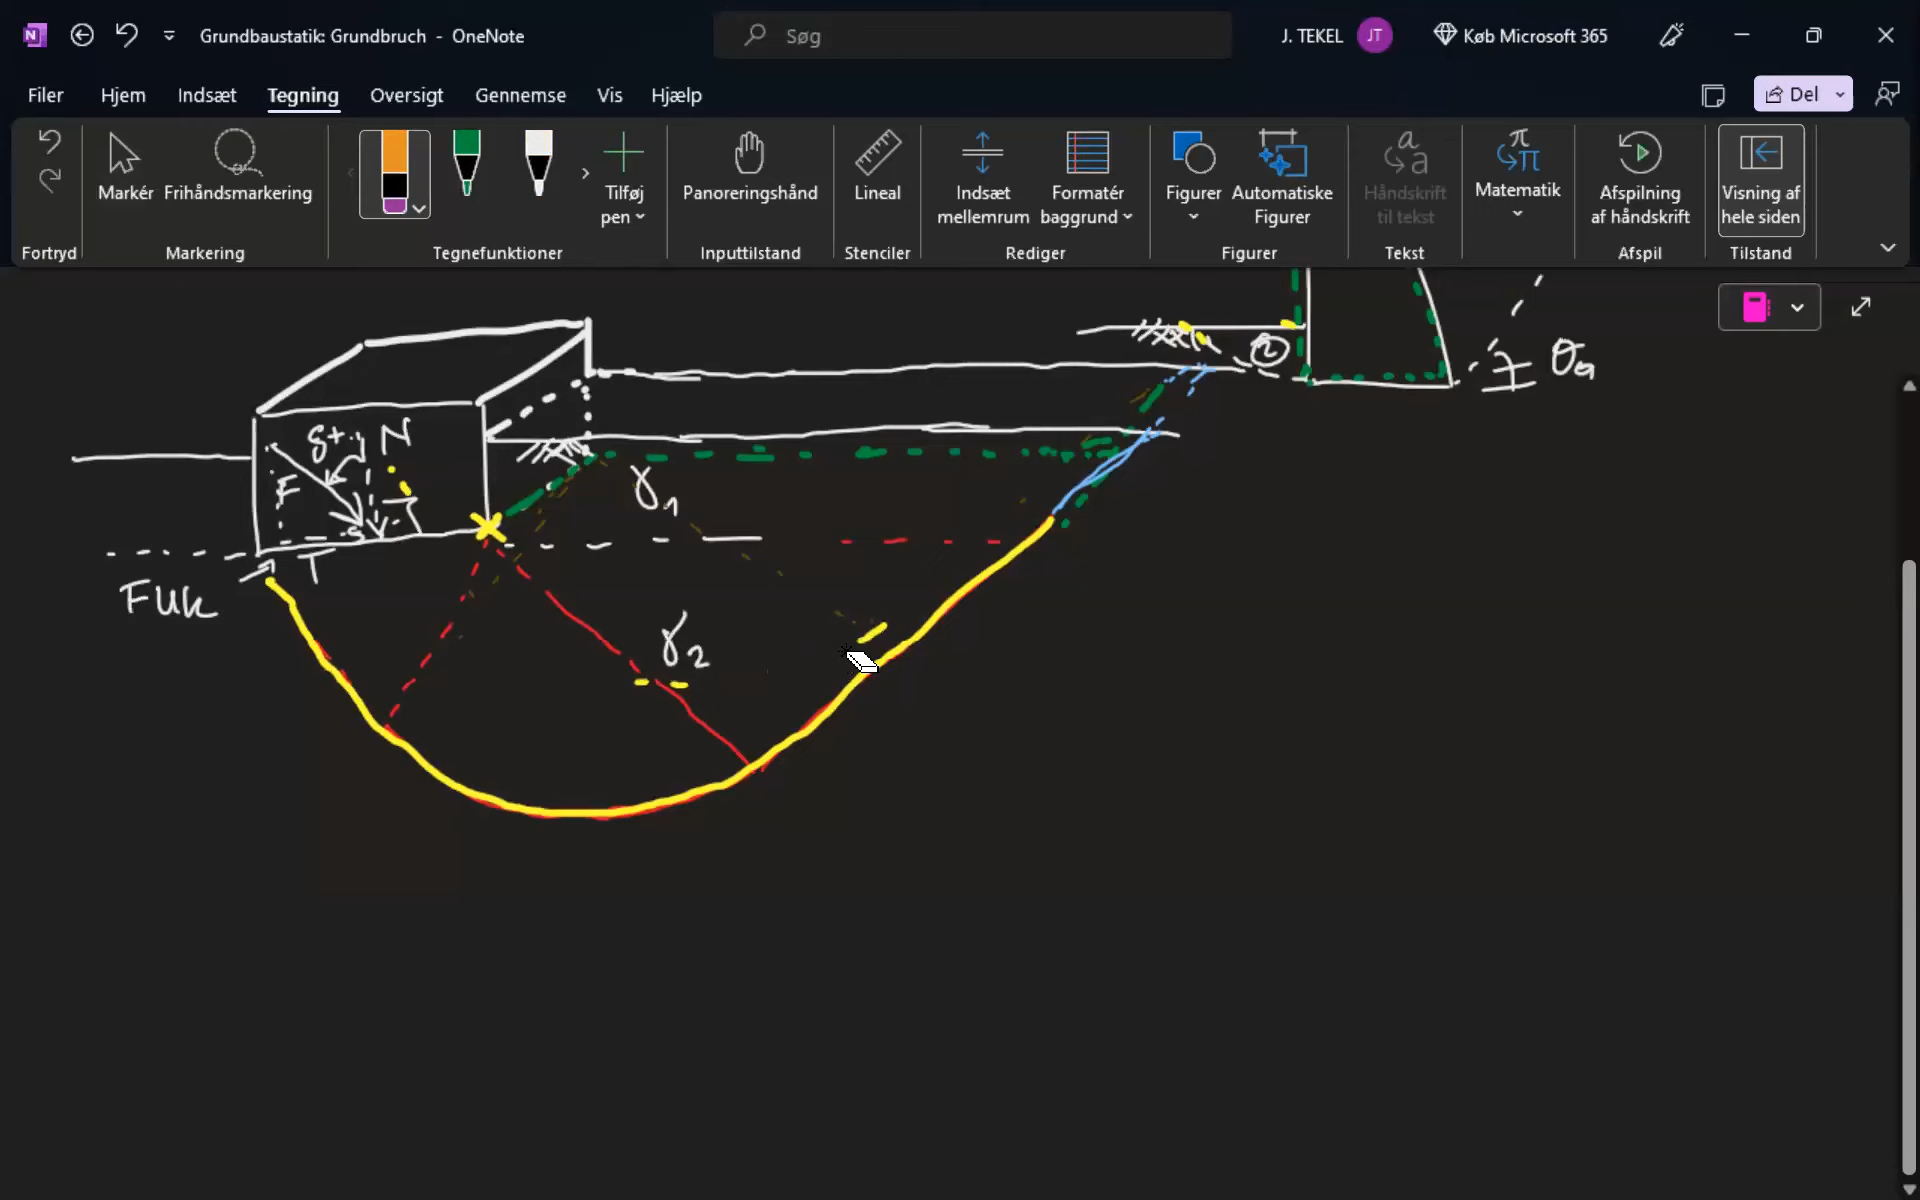 Grundbaustatik: Grundbruch - OneNote
Søg
J. TEKEL
JT
Køb Microsoft 365
Filer Hjem Indsæt Tegning Oversigt Gennemse Vis Hjælp
Del
Markér
Frihåndsmarkering
Tilføj
pen
Panoreringshånd
Lineal
Indsæt
mellemrum
Formatér
baggrund
Figurer
Automatiske
Figurer
Håndskrift
til tekst
Matematik
Afspilning
af håndskrift
Visning af
hele siden
Fortryd
Markering
Tegnefunktioner
Inputtilstand
Stenciler
Rediger
Figurer
Tekst
Afspil
Tilstand
2
N
F
T
FUK
γ1
γ2